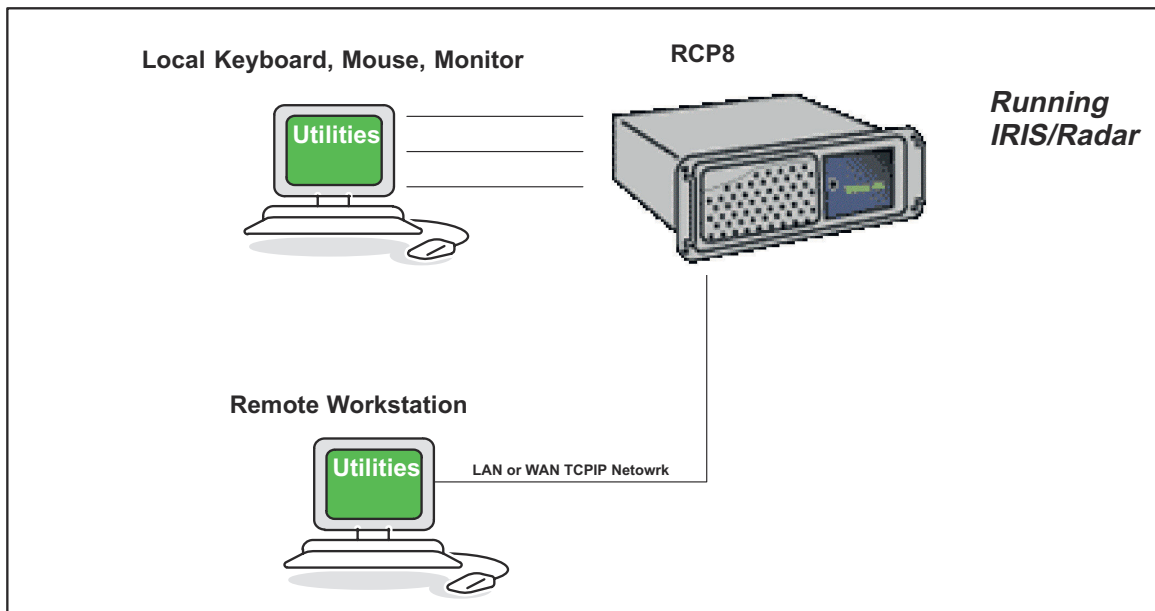 Local Keyboard, Mouse, Monitor
RCP8
Running
IRIS/Radar
Utilities
Remote Workstation
Utilities
LAN or WAN TCPIP Netowrk